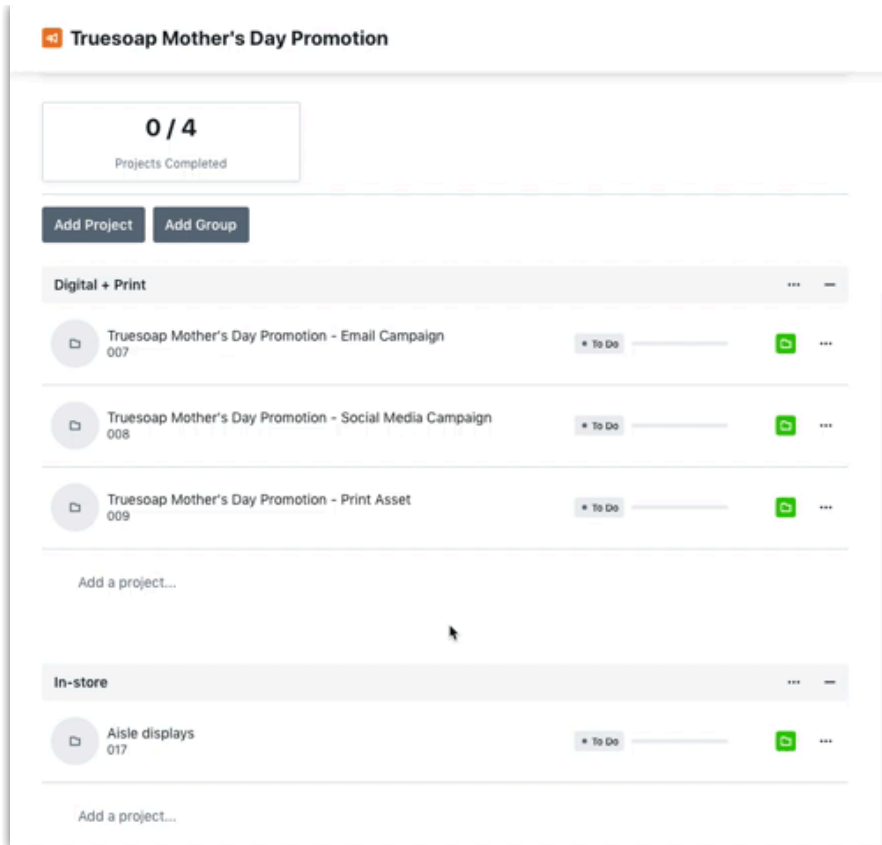 Truesoap Mother's Day Promotion
0 / 4
Projects Completed
Add Project Add Group
Digital + Print
Truesoap Mother's Day Promotion - Email Campaign
007
To Do
Truesoap Mother's Day Promotion - Social Media Campaign
008
To Do
Truesoap Mother's Day Promotion - Print Asset
009
To Do
Add a project...
In-store
Aisle displays
017
To Do
Add a project...